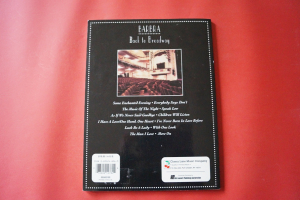 BARBRA
Back to Broadway
Some Enchanted Evening • Everybody Says Don't
The Music Of The Night • Speak Low
As If We Never Said Goodbye • Children Will Listen
I Have A Love/One Hand, One Heart • I've Never Been In Love Before
Luck Be A Lady • With One Look
The Man I Love • Move On